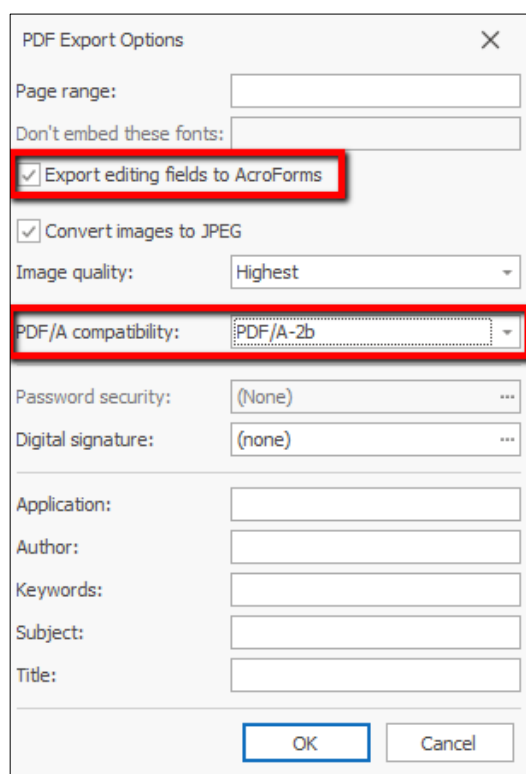 PDF Export Options
Page range:
Don't embed these fonts:
Export editing fields to AcroForms
Convert images to JPEG
Image quality: Highest
PDF/A compatibility: PDF/A-2b
Password security: (None)
Digital signature: (none)
Application:
Author:
Keywords:
Subject:
Title:
OK Cancel